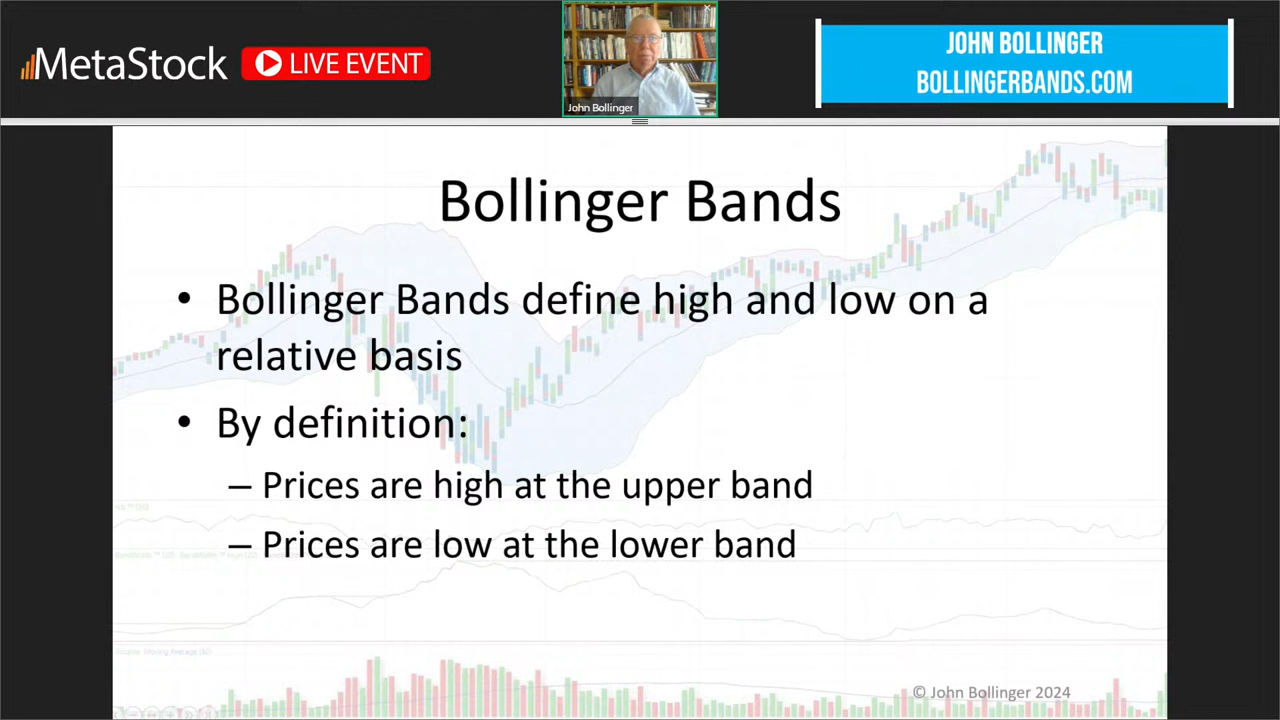 MetaStock
LIVE EVENT
John Bollinger
JOHN BOLLINGER
BOLLINGERBANDS.COM
Bollinger Bands
• Bollinger Bands define high and low on a
relative basis
• By definition:
– Prices are high at the upper band
– Prices are low at the lower band
© John Bollinger 2024